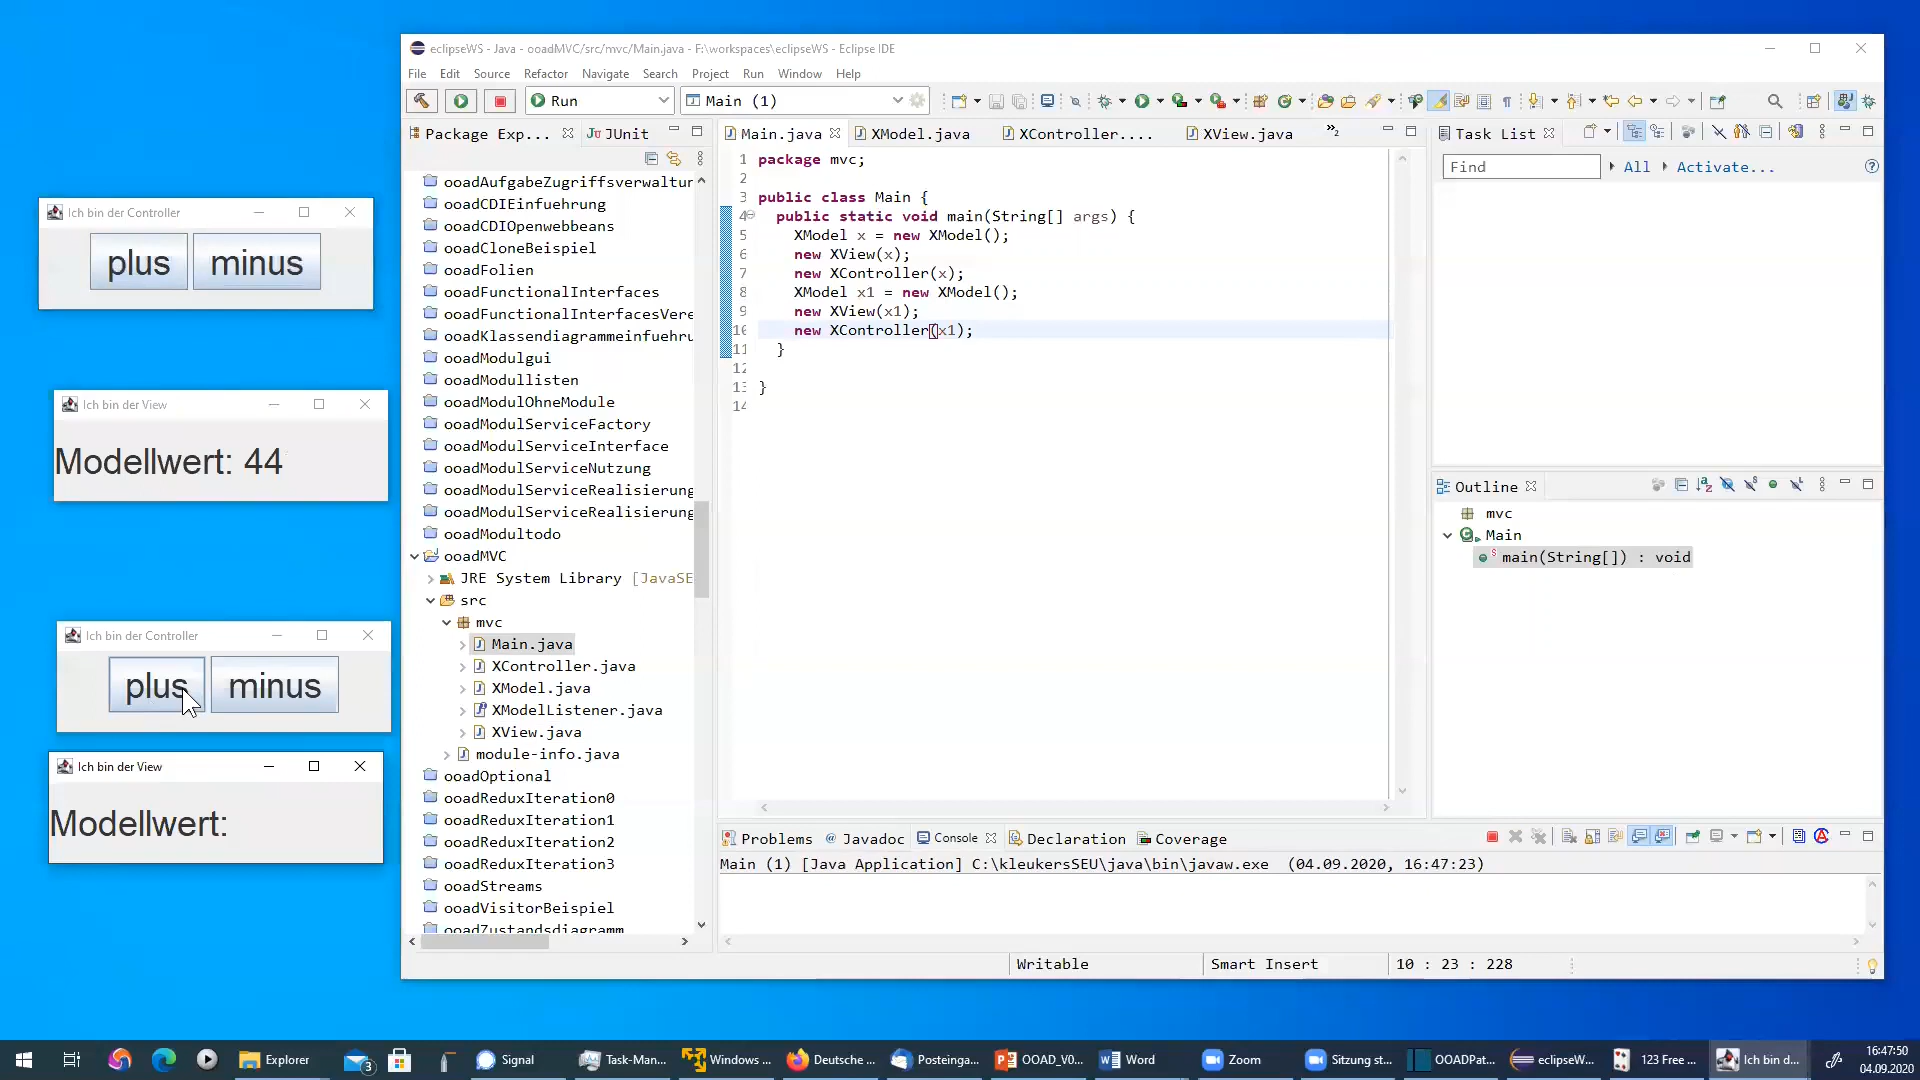 eclipseWS - Java - ooadMVC/src/mvc/Main.java - F:\workspaces\eclipseWS - Eclipse IDE
File Edit Source Refactor Navigate Search Project Run Window Help
Run
Main (1)
Package Exp... JUnit
Main.java XModel.java XController.... XView.java »2
Task List
Find All Activate...
Ich bin der Controller
plus minus
Ich bin der View
Modellwert: 44
Ich bin der Controller
plus minus
Ich bin der View
Modellwert:
ooadAufgabeZugriffsverwaltur
ooadCDIEinfuehrung
ooadCDIOpenwebbeans
ooadCloneBeispiel
ooadFolien
ooadFunctionalInterfaces
ooadFunctionalInterfacesVere
ooadKlassendiagrammeinfuehru
ooadModulgui
ooadModullisten
ooadModulOhneModule
ooadModulServiceFactory
ooadModulServiceInterface
ooadModulServiceNutzung
ooadModulServiceRealisierung
ooadModulServiceRealisierung
ooadModultodo
ooadMVC
JRE System Library [JavaSE
src
mvc
Main.java
XController.java
XModel.java
XModelListener.java
XView.java
module-info.java
ooadOptional
ooadReduxIteration0
ooadReduxIteration1
ooadReduxIteration2
ooadReduxIteration3
ooadStreams
ooadVisitorBeispiel
ooadZustandsdiagramm
1 package mvc;
2
3 public class Main {
4 public static void main(String[] args) {
5 XModel x = new XModel();
6 new XView(x);
7 new XController(x);
8 XModel x1 = new XModel();
9 new XView(x1);
10 new XController(x1);
11 }
12
13 }
14
Outline
mvc
Main
main(String[]) : void
Problems @ Javadoc Console Declaration Coverage
Main (1) [Java Application] C:\kleukersSEU\java\bin\javaw.exe (04.09.2020, 16:47:23)
Writable Smart Insert 10 : 23 : 228
Explorer 3 Signal Task-Man... Windows ... Deutsche ... Posteinga... OOAD_V0... Word Zoom Sitzung st... OOADPat... eclipseW... 123 Free ... Ich bin d...
16:47:50
04.09.2020